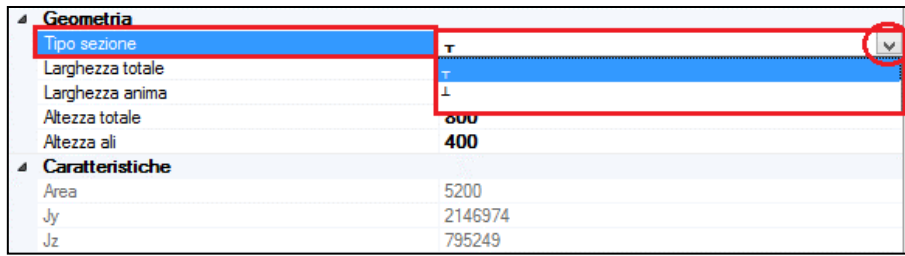 Geometria
Tipo sezione T
Larghezza totale T
Larghezza anima ⊥
Altezza totale 800
Altezza ali 400
Caratteristiche
Area 5200
Jy 2146974
Jz 795249